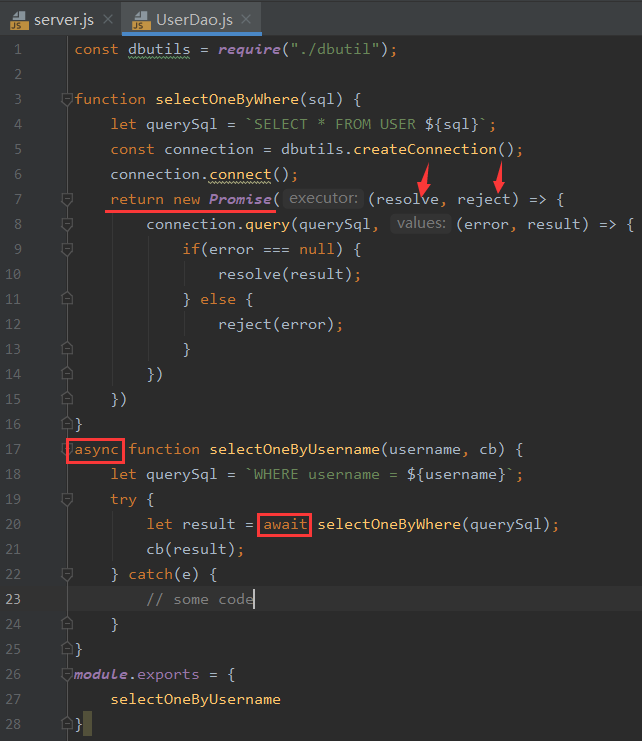 server.js × UserDao.js ×
1 const dbutils = require("./dbutil");
2
3 function selectOneByWhere(sql) {
4 let querySql = `SELECT * FROM USER ${sql}`;
5 const connection = dbutils.createConnection();
6 connection.connect();
7 return new Promise( executor: (resolve, reject) => {
8 connection.query(querySql, values: (error, result) => {
9 if(error === null) {
10 resolve(result);
11 } else {
12 reject(error);
13 }
14 })
15 })
16 }
17 async function selectOneByUsername(username, cb) {
18 let querySql = `WHERE username = ${username}`;
19 try {
20 let result = await selectOneByWhere(querySql);
21 cb(result);
22 } catch(e) {
23 // some code
24 }
25 }
26 module.exports = {
27 selectOneByUsername
28 }